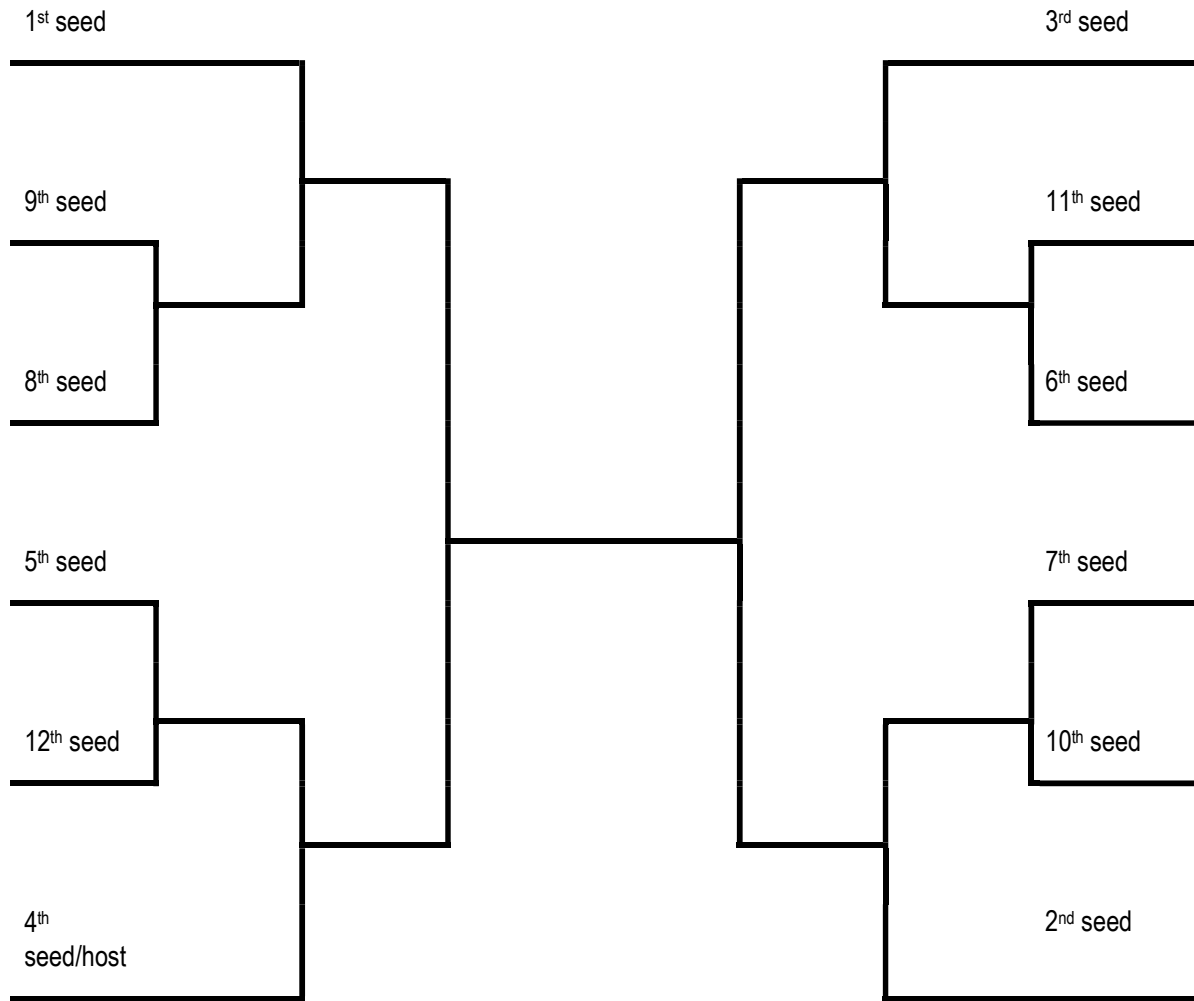 1st seed
3rd seed
9th seed
11th seed
8th seed
6th seed
5th seed
7th seed
12th seed
10th seed
4th
seed/host
2nd seed